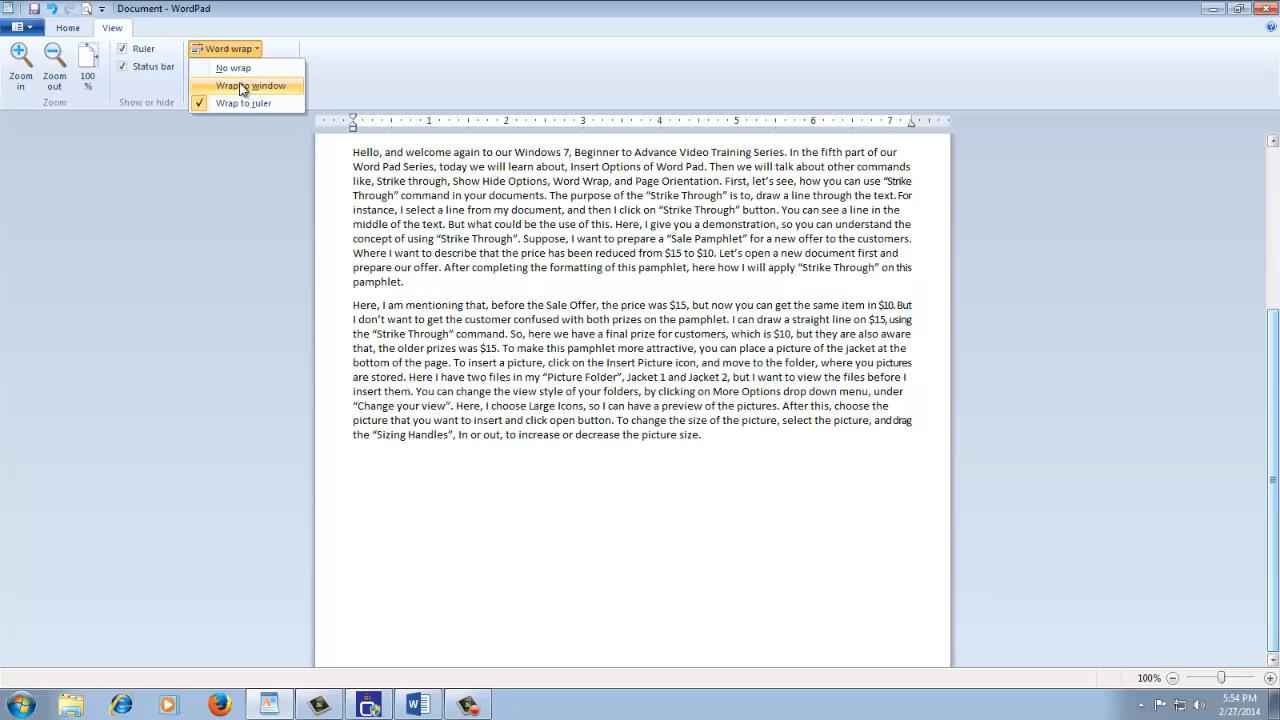 Document - WordPad
Home
View
Zoom in
Zoom out
100 %
Zoom
Ruler
Status bar
Show or hide
Word wrap
No wrap
Wrap to window
Wrap to ruler
1 2 3 4 5 6 7
Hello, and welcome again to our Windows 7, Beginner to Advance Video Training Series. In the fifth part of our
Word Pad Series, today we will learn about, Insert Options of Word Pad. Then we will talk about other commands
like, Strike through, Show Hide Options, Word Wrap, and Page Orientation. First, let's see, how you can use “Strike
Through” command in your documents. The purpose of the “Strike Through” is to, draw a line through the text. For
instance, I select a line from my document, and then I click on “Strike Through” button. You can see a line in the
middle of the text. But what could be the use of this. Here, I give you a demonstration, so you can understand the
concept of using “Strike Through”. Suppose, I want to prepare a “Sale Pamphlet” for a new offer to the customers.
Where I want to describe that the price has been reduced from $15 to $10. Let’s open a new document first and
prepare our offer. After completing the formatting of this pamphlet, here how I will apply “Strike Through” on this
pamphlet.
Here, I am mentioning that, before the Sale Offer, the price was $15, but now you can get the same item in $10. But
I don’t want to get the customer confused with both prizes on the pamphlet. I can draw a straight line on $15, using
the “Strike Through” command. So, here we have a final prize for customers, which is $10, but they are also aware
that, the older prizes was $15. To make this pamphlet more attractive, you can place a picture of the jacket at the
bottom of the page. To insert a picture, click on the Insert Picture icon, and move to the folder, where you pictures
are stored. Here I have two files in my “Picture Folder”, Jacket 1 and Jacket 2, but I want to view the files before I
insert them. You can change the view style of your folders, by clicking on More Options drop down menu, under
“Change your view”. Here, I choose Large Icons, so I can have a preview of the pictures. After this, choose the
picture that you want to insert and click open button. To change the size of the picture, select the picture, and drag
the “Sizing Handles”, In or out, to increase or decrease the picture size.
100%
5:54 PM
2/27/2014